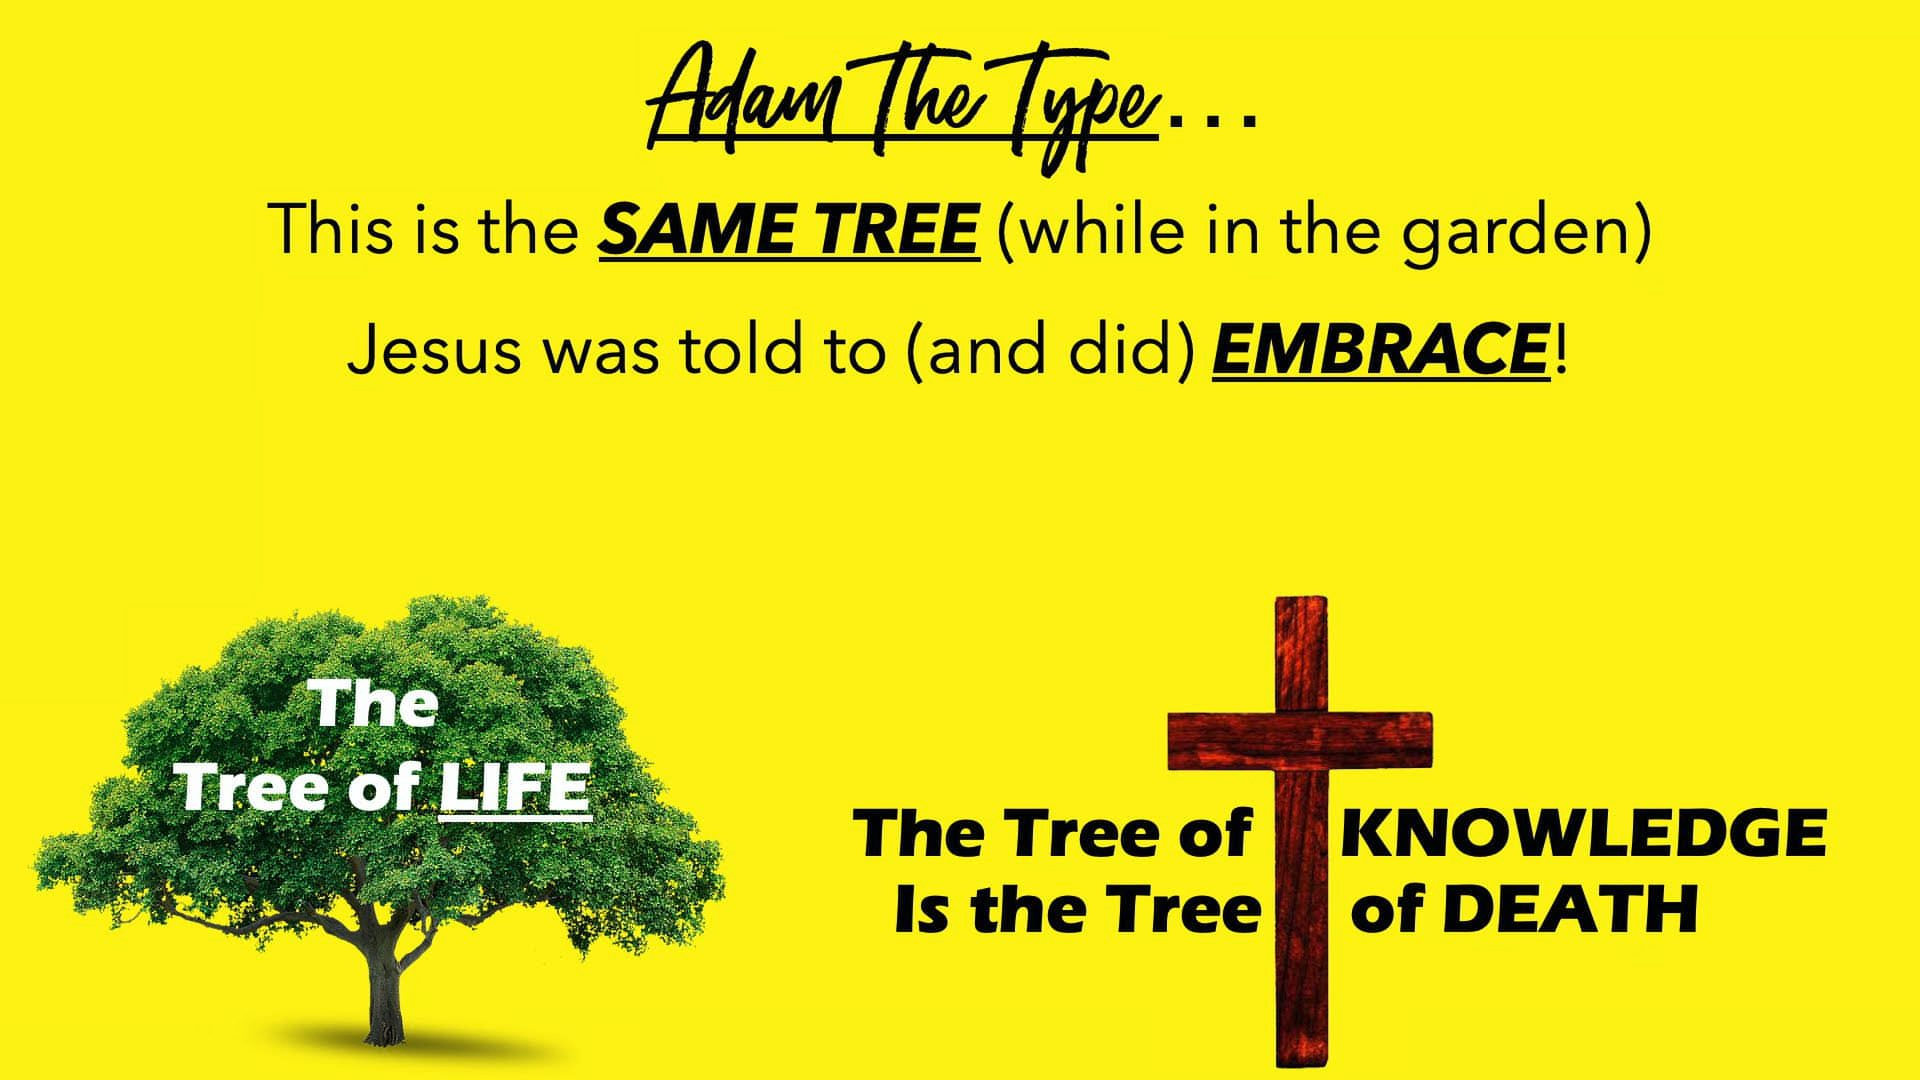 Adam The Type...
This is the SAME TREE (while in the garden)
Jesus was told to (and did) EMBRACE!
The
Tree of LIFE
The Tree of KNOWLEDGE
Is the Tree of DEATH